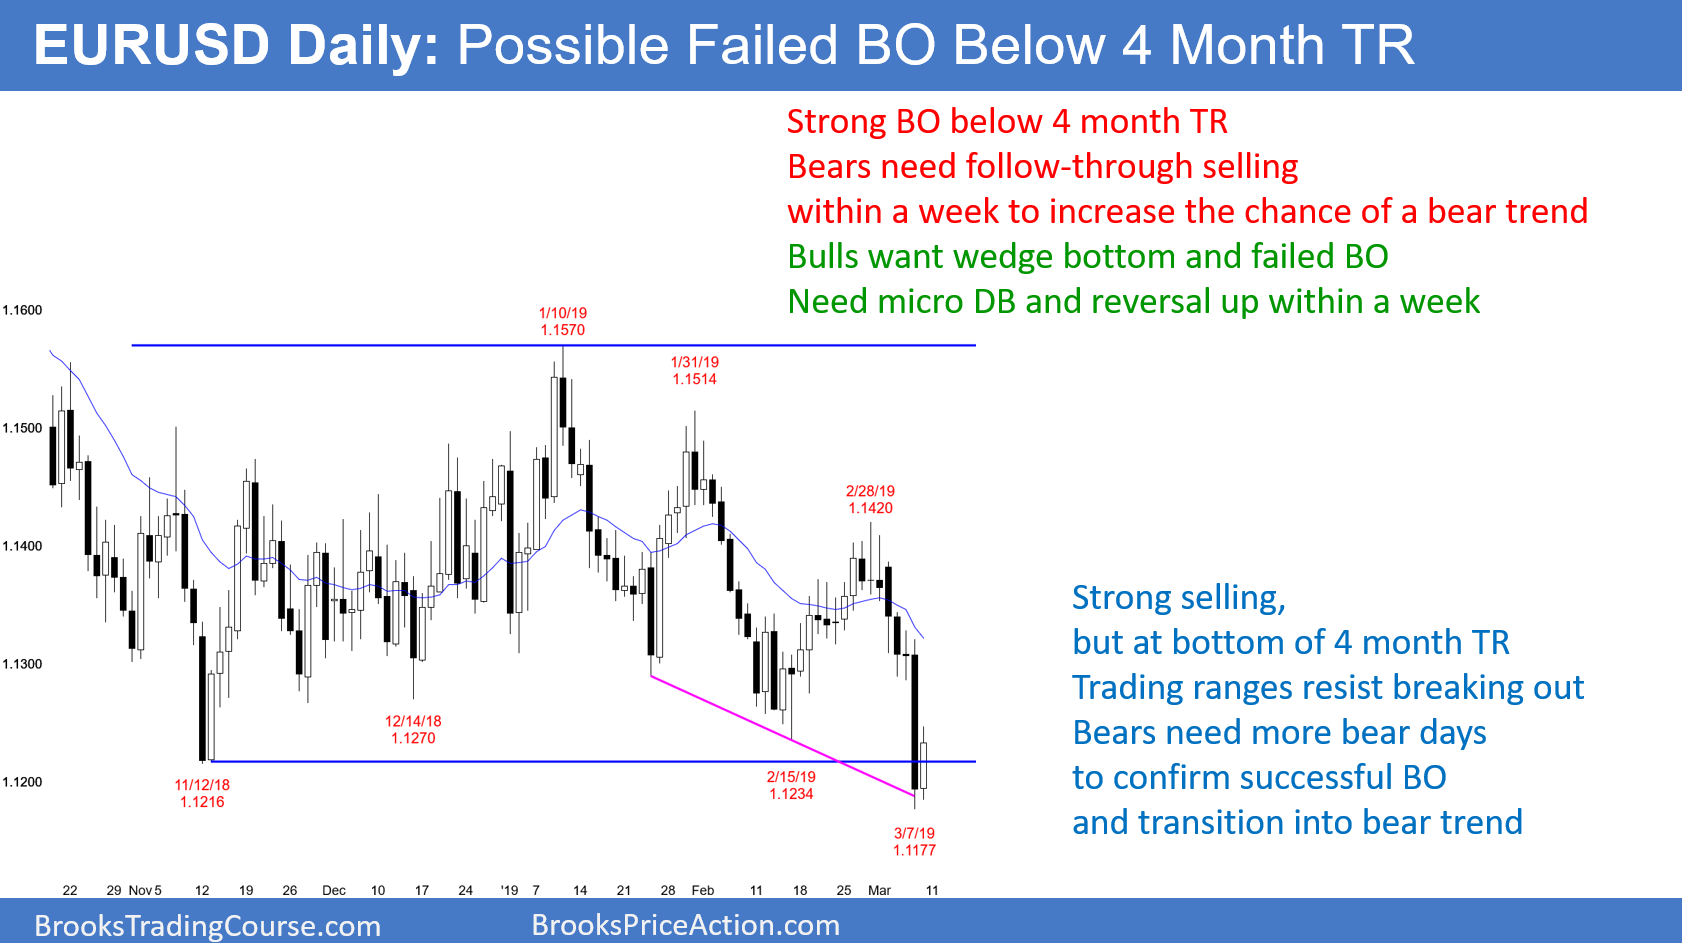 EURUSD Daily: Possible Failed BO Below 4 Month TR
Strong BO below 4 month TR
Bears need follow-through selling
within a week to increase the chance of a bear trend
Bulls want wedge bottom and failed BO
Need micro DB and reversal up within a week
1.1600
1/10/19
1.1570
1/31/19
1.1514
1.1500
2/28/19
1.1420
1.1400
Strong selling,
but at bottom of 4 month TR
Trading ranges resist breaking out
Bears need more bear days
to confirm successful BO
and transition into bear trend
1.1300
12/14/18
1.1270
1.1200
11/12/18
1.1216
2/15/19
1.1234
3/7/19
1.1177
22 29 Nov 5 12 19 26 Dec 10 17 24 '19 7 14 21 28 Feb 11 18 25 Mar 11
BrooksTradingCourse.com BrooksPriceAction.com